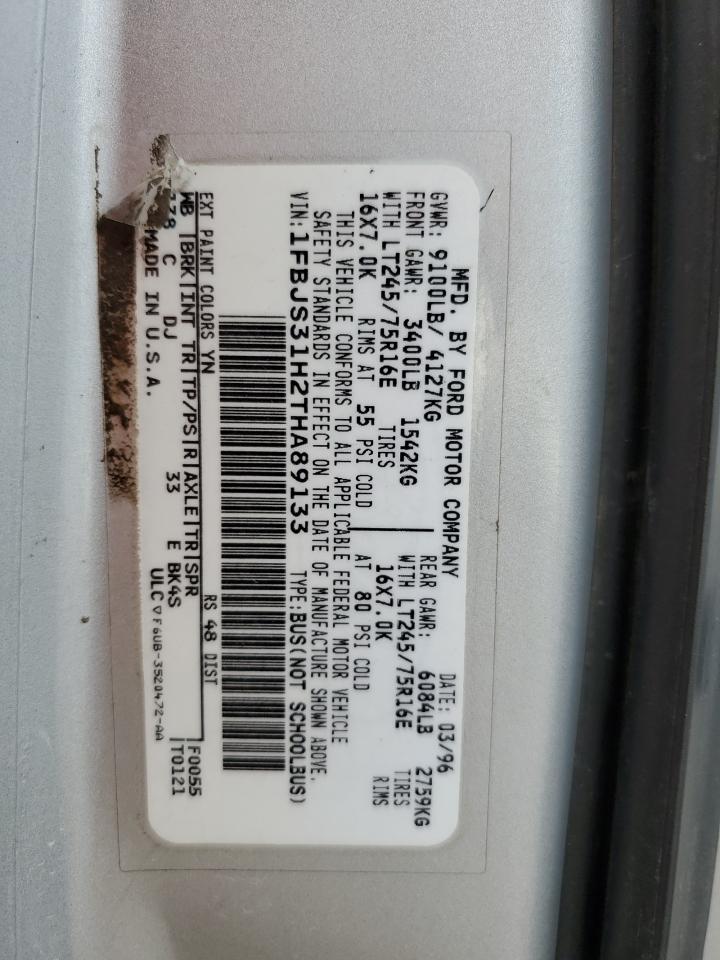 MFD. BY FORD MOTOR COMPANY
DATE: 03/96
GVWR: 9100LB/ 4127KG
FRONT GAWR: 3400LB 1542KG
REAR GAWR: 6084LB 2759KG
WITH LT245/75R16E TIRES
WITH LT245/75R16E TIRES
16X7.0K RIMS AT 55 PSI COLD
16X7.0K RIMS
AT 80 PSI COLD
THIS VEHICLE CONFORMS TO ALL APPLICABLE FEDERAL MOTOR VEHICLE
SAFETY STANDARDS IN EFFECT ON THE DATE OF MANUFACTURE SHOWN ABOVE.
VIN: 1FBJS31H2THA89133 TYPE: BUS(NOT SCHOOLBUS)
EXT PAINT COLORS YN RS 48 DIST
WB |BRK|INT TR|TP/PS|R|AXLE|TR|SPR F0055
138 C DJ 33 E BK4S T0121
MADE IN U.S.A. ULC ▽ F6UB-3520472-AA